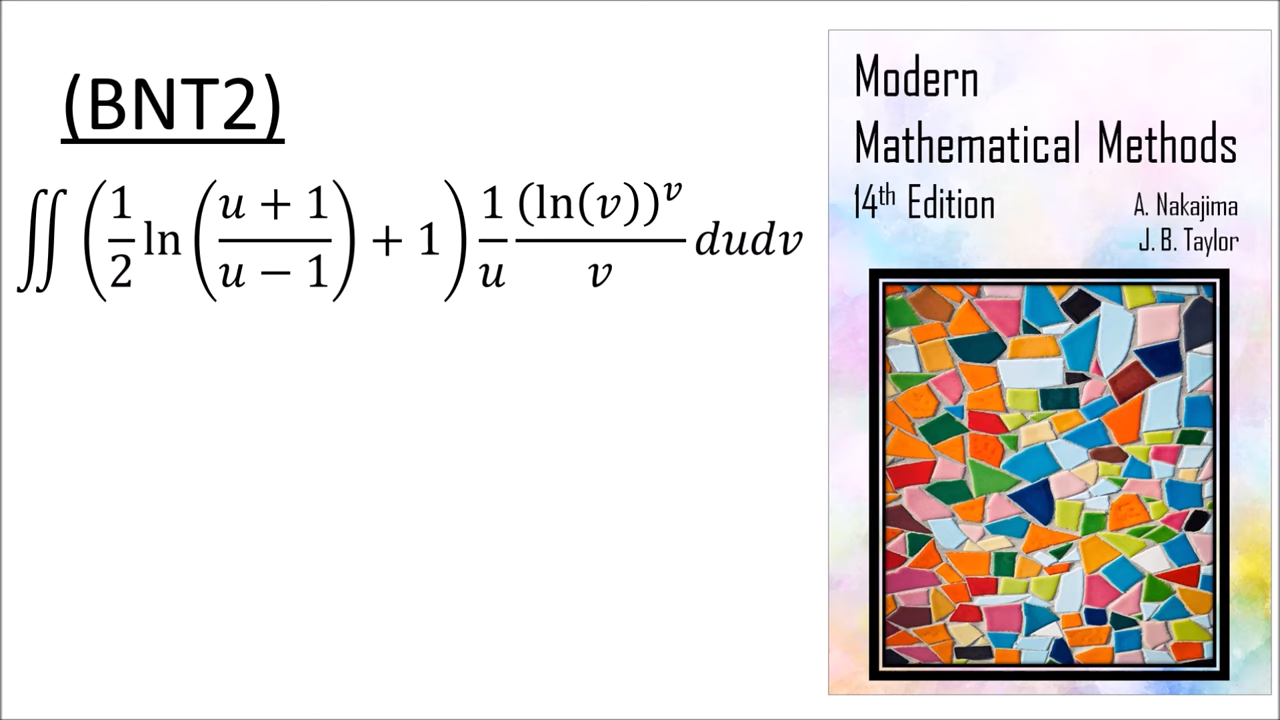 (BNT2)
∬ (1/2 ln((u + 1)/(u − 1)) + 1) 1/u (ln(v))^v/v dudv
Modern
Mathematical Methods
14th Edition
A. Nakajima
J. B. Taylor